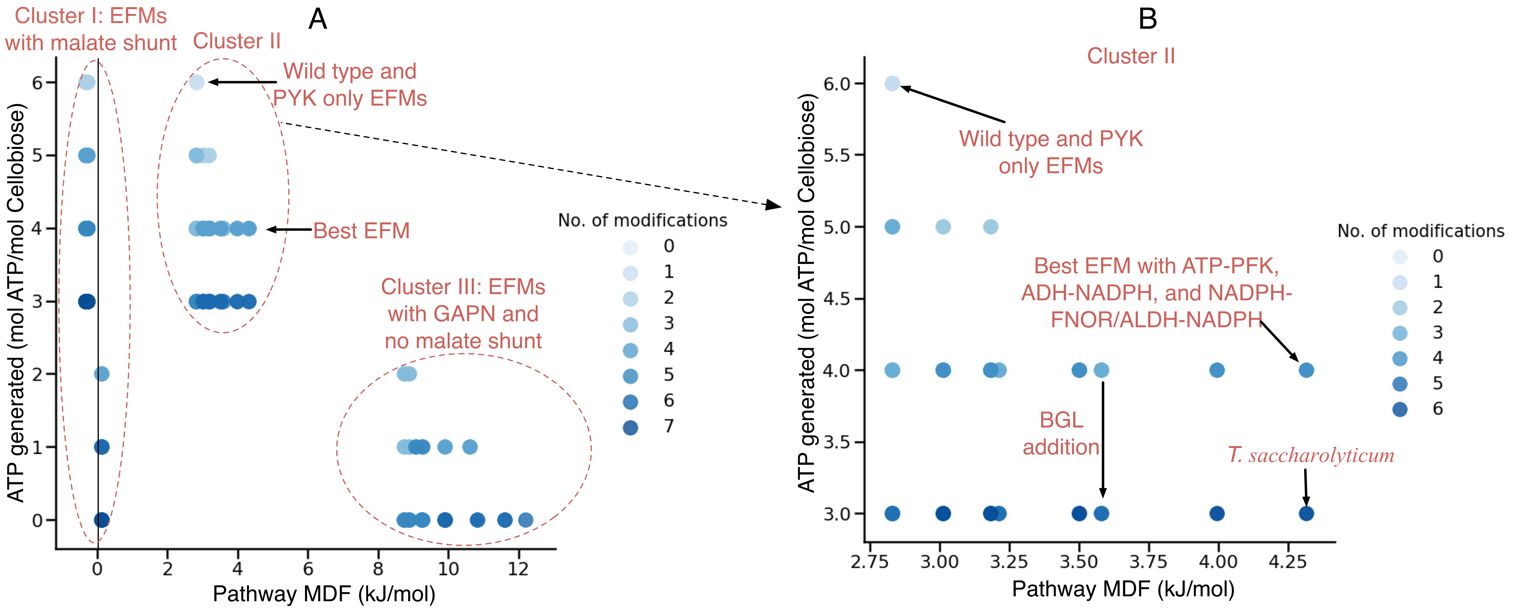 A
Cluster I: EFMs
with malate shunt
Cluster II
Wild type and
PYK only EFMs
Best EFM
Cluster III: EFMs
with GAPN and
no malate shunt
ATP generated (mol ATP/mol Cellobiose)
6
5
4
3
2
1
0
0
2
4
6
8
10
12
Pathway MDF (kJ/mol)
No. of modifications
0
1
2
3
4
5
6
7
B
Cluster II
Wild type and PYK
only EFMs
Best EFM with ATP-PFK,
ADH-NADPH, and NADPH-
FNOR/ALDH-NADPH
BGL
addition
T. saccharolyticum
ATP generated (mol ATP/mol Cellobiose)
6.0
5.5
5.0
4.5
4.0
3.5
3.0
2.75
3.00
3.25
3.50
3.75
4.00
4.25
Pathway MDF (kJ/mol)
No. of modifications
0
1
2
3
4
5
6